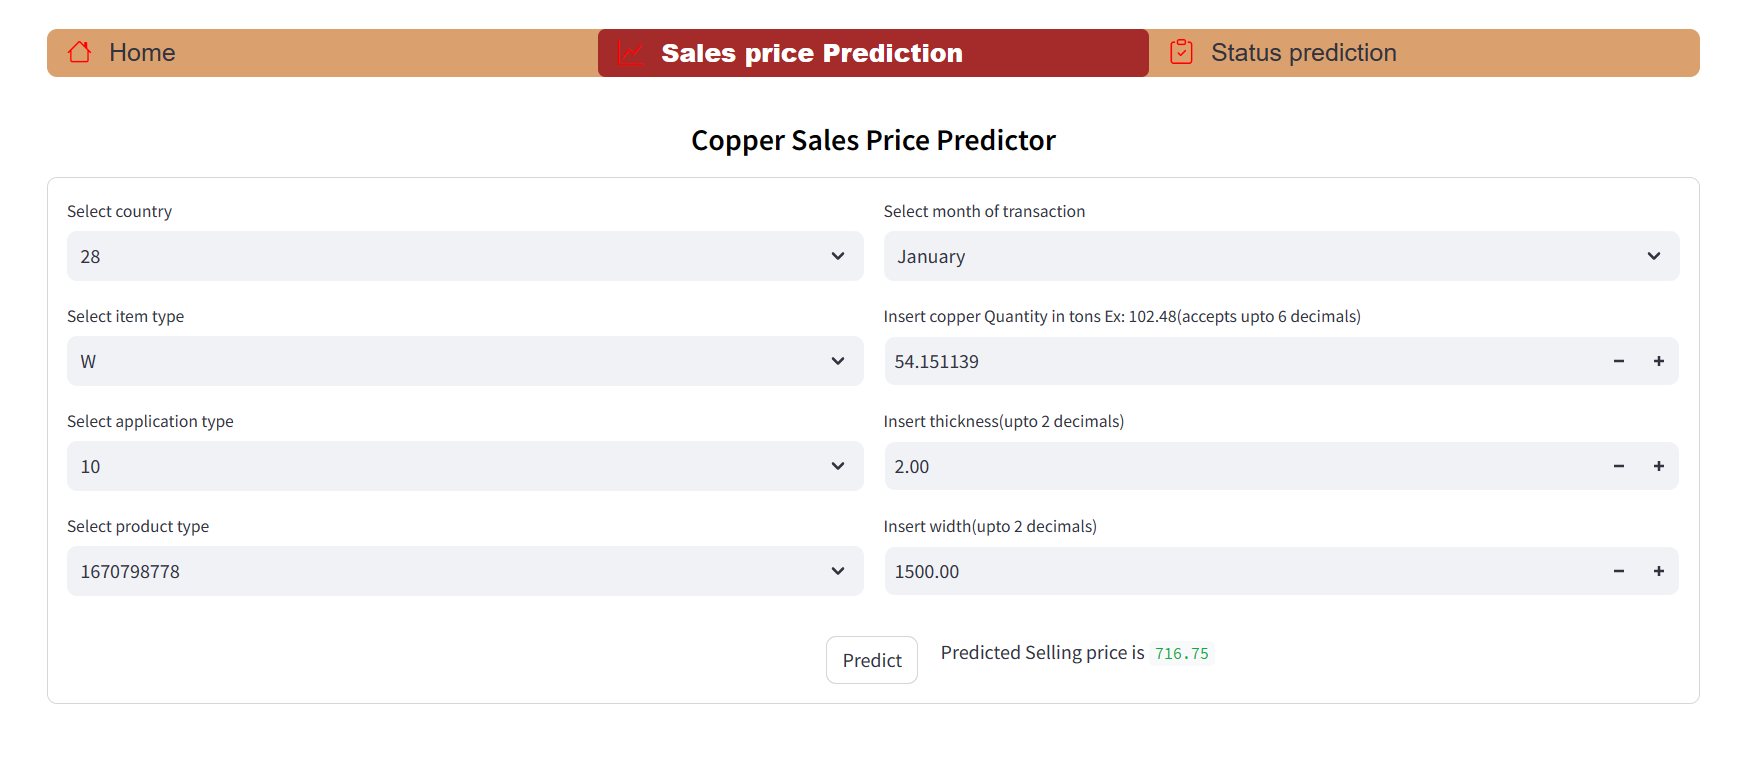 Home
Sales price Prediction
Status prediction
Copper Sales Price Predictor
Select country
28
Select month of transaction
January
Select item type
W
Insert copper Quantity in tons Ex: 102.48(accepts upto 6 decimals)
54.151139
Select application type
10
Insert thickness(upto 2 decimals)
2.00
Select product type
1670798778
Insert width(upto 2 decimals)
1500.00
Predict
Predicted Selling price is 716.75